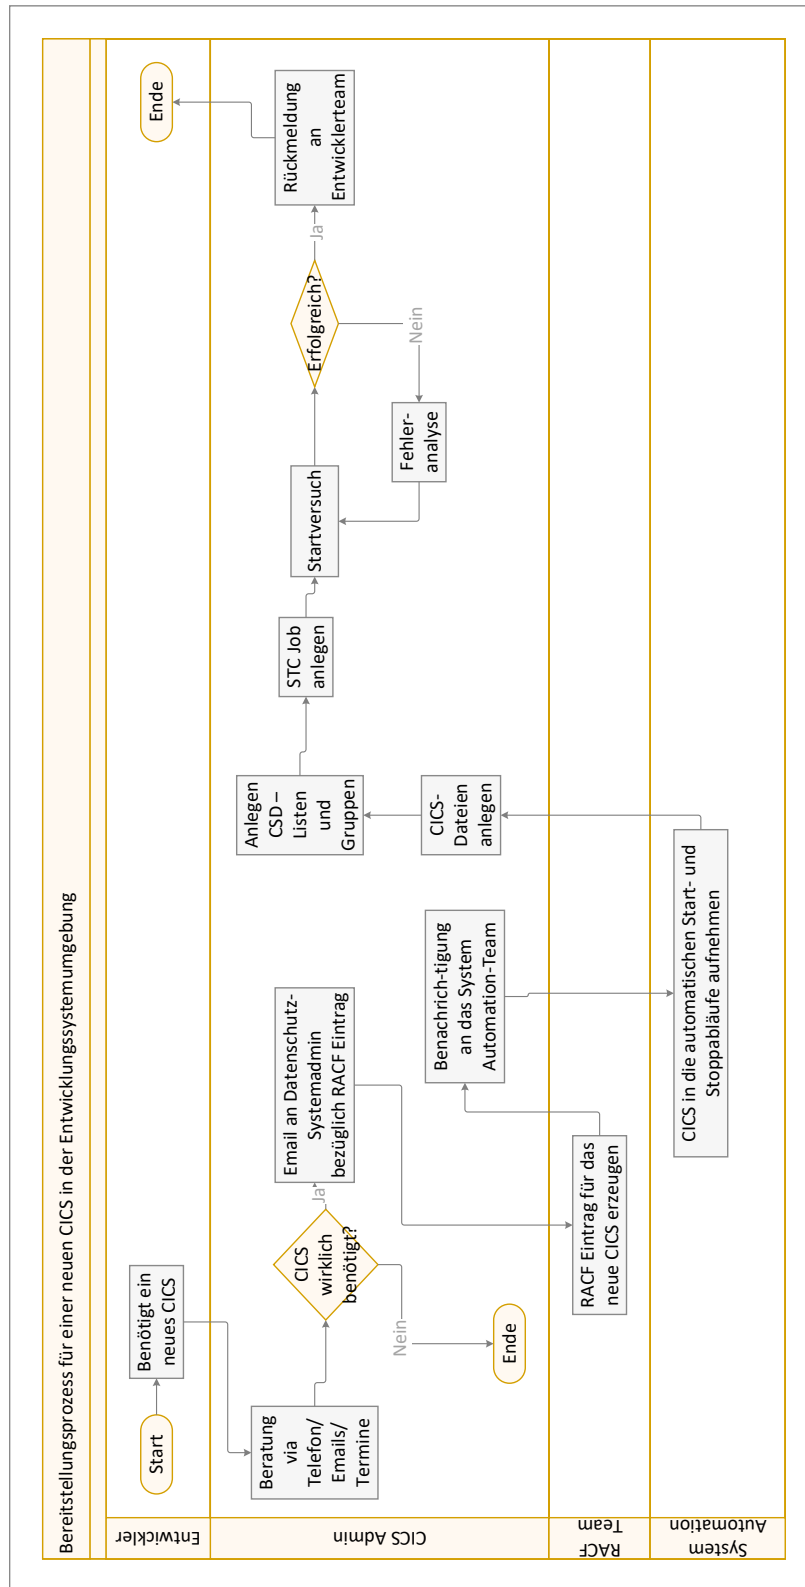 Bereitstellungsprozess für einer neuen CICS in der Entwicklungssystemumgebung
Entwickler
Start
Benötigt ein
neues CICS
Ende
CICS Admin
Beratung
via
Telefon/
Emails/
Termine
CICS
wirklich
benötigt?
Ja
Nein
Ende
Email an Datenschutz-
Systemadmin
bezüglich RACF Eintrag
Benachrich-tigung
an das System
Automation-Team
Anlegen
CSD –
Listen
und
Gruppen
CICS-
Dateien
anlegen
STC Job
anlegen
Startversuch
Erfolgreich?
Ja
Nein
Fehler-
analyse
Rückmeldung
an
Entwicklerteam
RACF
Team
RACF Eintrag für das
neue CICS erzeugen
System
Automation
CICS in die automatischen Start- und
Stoppabläufe aufnehmen